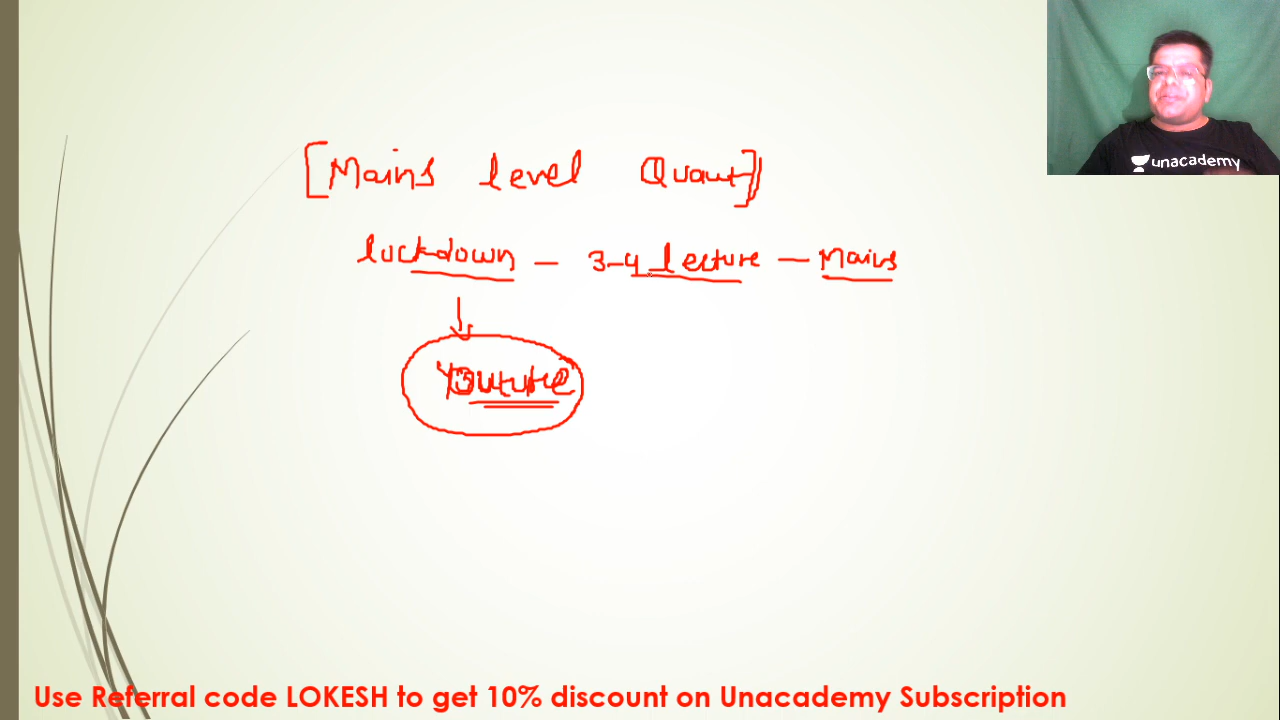 [Mains level Quant]
lockdown - 3-4 lecture - Mains
Youtube
unacademy
Use Referral code LOKESH to get 10% discount on Unacademy Subscription